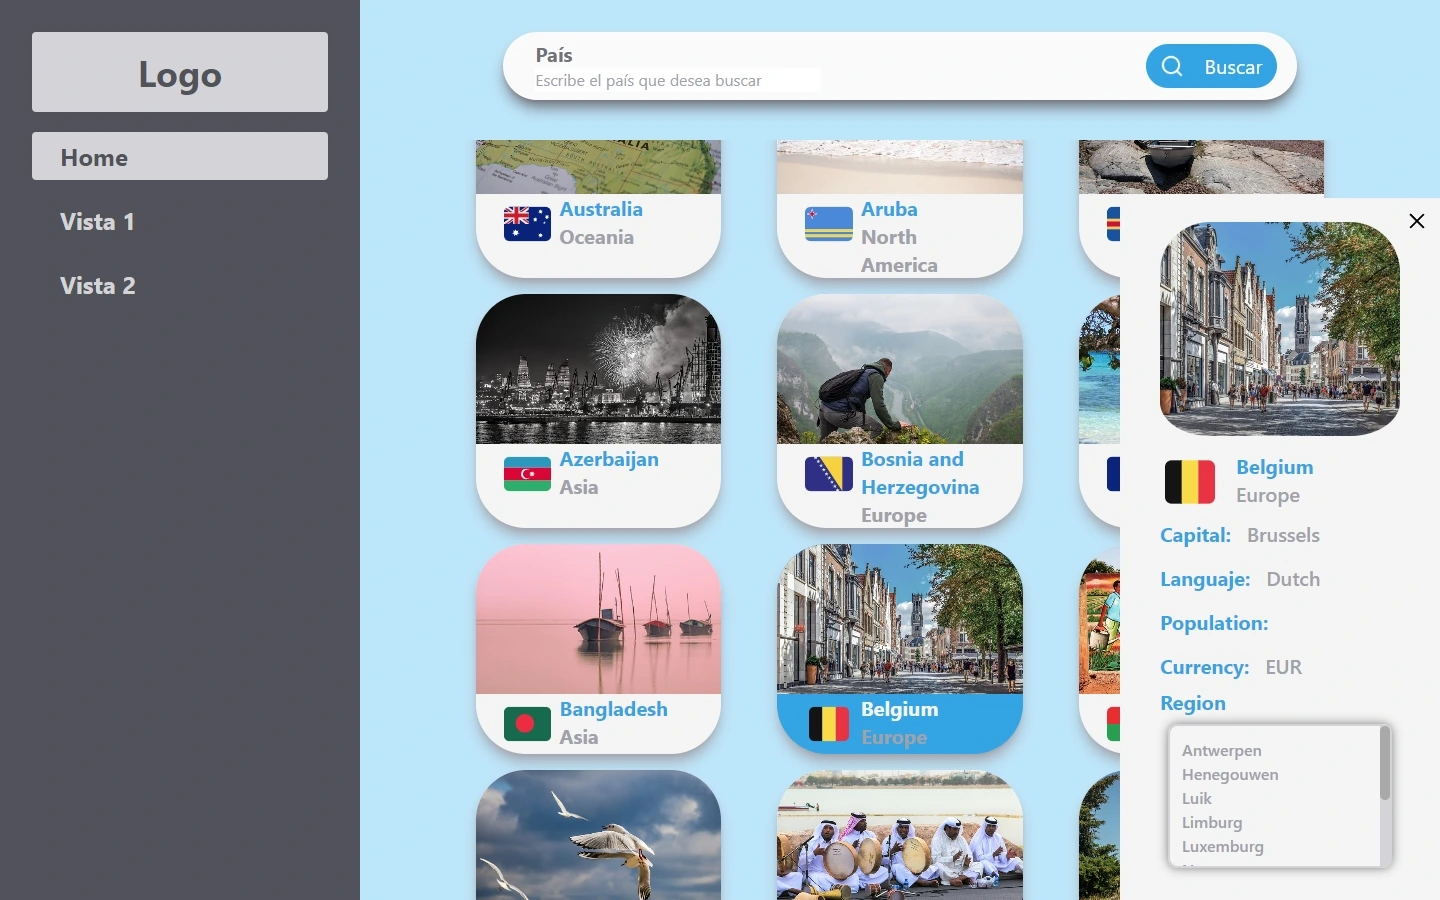 Logo
Home
Vista 1
Vista 2
País
Escribe el país que desea buscar
Buscar
Australia
Oceania
Aruba
North
America
Azerbaijan
Asia
Bosnia and
Herzegovina
Europe
Bangladesh
Asia
Belgium
Europe
Belgium
Europe
Capital: Brussels
Languaje: Dutch
Population:
Currency: EUR
Region
Antwerpen
Henegouwen
Luik
Limburg
Luxemburg